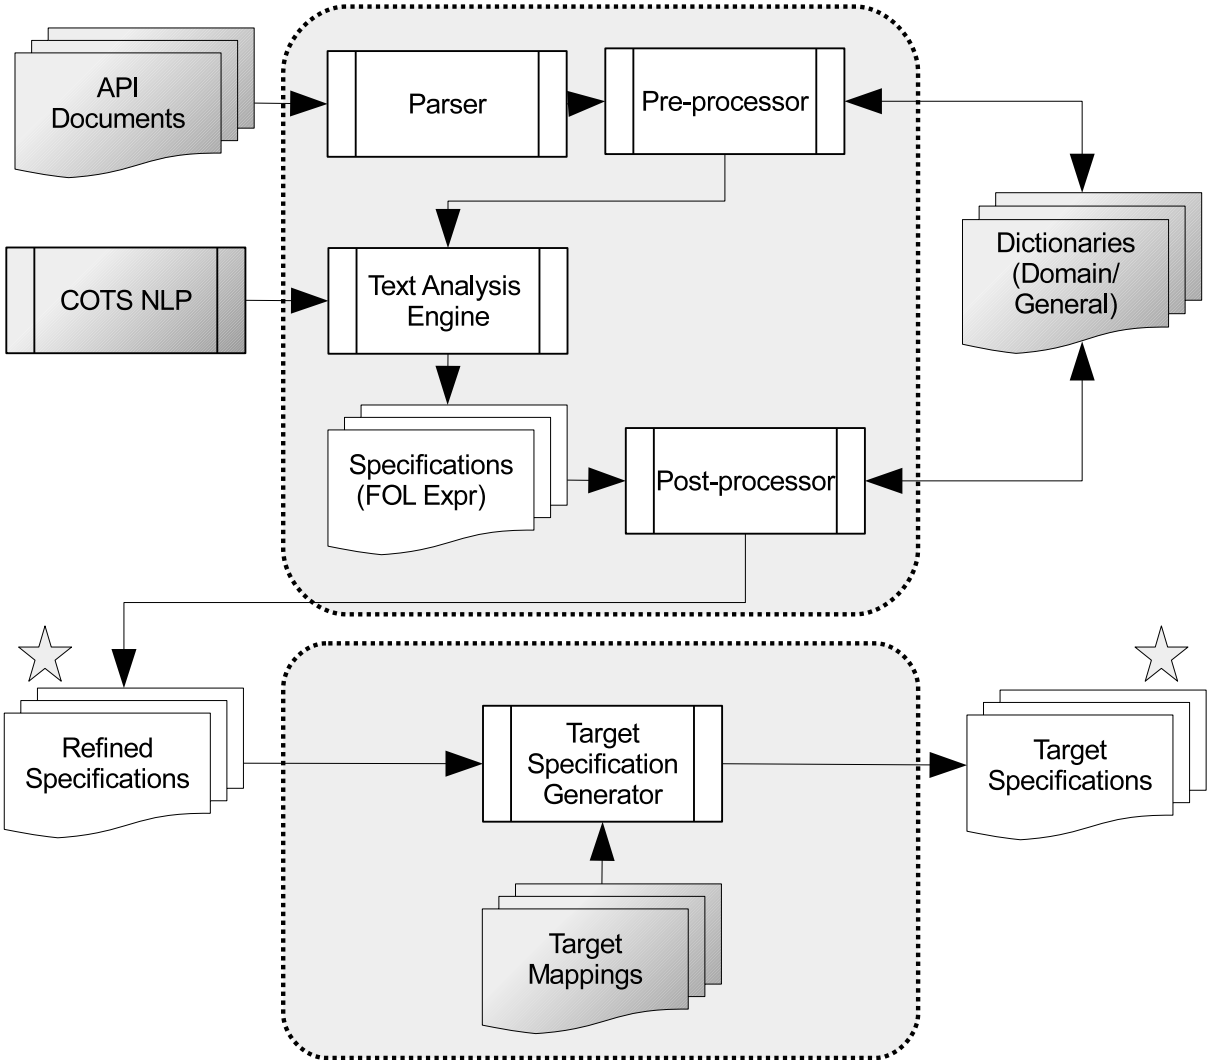 API
Documents
Parser
Pre-processor
Dictionaries
(Domain/
General)
COTS NLP
Text Analysis
Engine
Specifications
(FOL Expr)
Post-processor
Refined
Specifications
Target
Specification
Generator
Target
Specifications
Target
Mappings